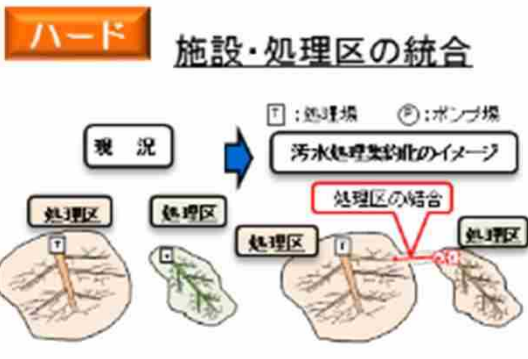 ハード
施設・処理区の統合
T:処理場 P:ポンプ場
現 況
汚水処理集約化のイメージ
処理区の結合
処理区
処理区
処理区
処理区
T
T